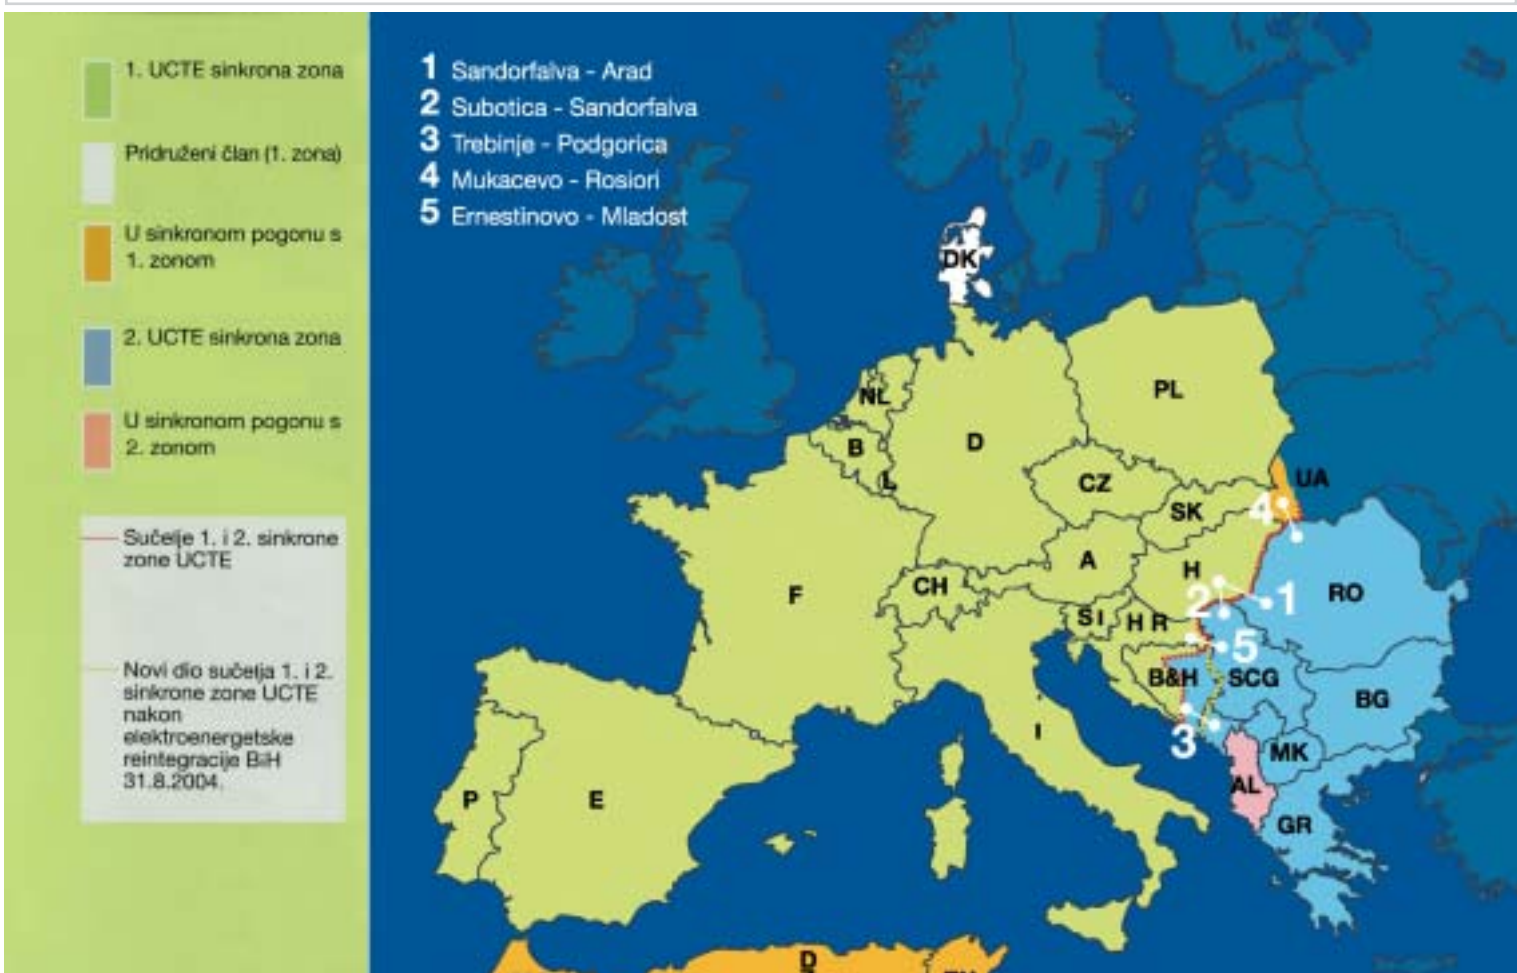 1. UCTE sinkrona zona
Pridruženi član (1. zona)
U sinkronom pogonu s
1. zonom
2. UCTE sinkrona zona
U sinkronom pogonu s
2. zonom
Sučelje 1. i 2. sinkrone
zone UCTE
Novi dio sučelja 1. i 2.
sinkrone zone UCTE
nakon
elektroenergetske
reintegracije BiH
31.8.2004.
1 Sandorfalva - Arad
2 Subotica - Sandorfalva
3 Trebinje - Podgorica
4 Mukacevo - Rosiori
5 Ernestinovo - Mladost
DK
NL
PL
B
D
L
CZ
UA
SK
4
A
H
CH
F
RO
2
1
SI
HR
5
B&H
SCG
BG
I
3
MK
AL
P
E
GR
D